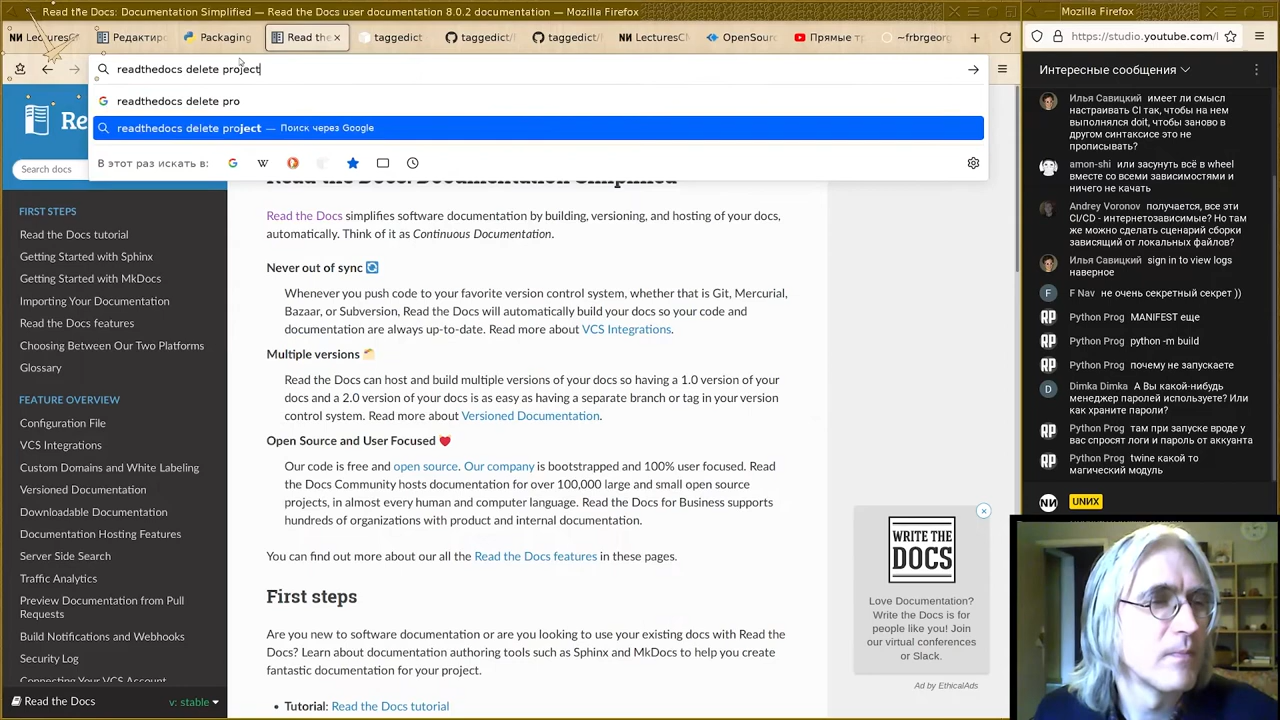 Read the Docs: Documentation Simplified — Read the Docs user documentation 8.0.2 documentation — Mozilla Firefox
Mozilla Firefox
LecturesC
Редактиро
Packaging
Read the
taggedict
taggedict/
taggedict/
LecturesCM
OpenSourc
Прямые т
~frbrgeor
https://studio.youtube.com/l
readthedocs delete project
readthedocs delete pro
readthedocs delete project — Поиск через Google
В этот раз искать в:
Re
Search docs
FIRST STEPS
Read the Docs tutorial
Getting Started with Sphinx
Getting Started with MkDocs
Importing Your Documentation
Read the Docs features
Choosing Between Our Two Platforms
Glossary
FEATURE OVERVIEW
Configuration File
VCS Integrations
Custom Domains and White Labeling
Versioned Documentation
Downloadable Documentation
Documentation Hosting Features
Server Side Search
Traffic Analytics
Preview Documentation from Pull
Requests
Build Notifications and Webhooks
Security Log
Connecting Your VCS Account
Read the Docs
v: stable
Read the Docs: Documentation Simplified
Read the Docs simplifies software documentation by building, versioning, and hosting of your docs,
automatically. Think of it as Continuous Documentation.
Never out of sync
Whenever you push code to your favorite version control system, whether that is Git, Mercurial,
Bazaar, or Subversion, Read the Docs will automatically build your docs so your code and
documentation are always up-to-date. Read more about VCS Integrations.
Multiple versions
Read the Docs can host and build multiple versions of your docs so having a 1.0 version of your
docs and a 2.0 version of your docs is as easy as having a separate branch or tag in your version
control system. Read more about Versioned Documentation.
Open Source and User Focused
Our code is free and open source. Our company is bootstrapped and 100% user focused. Read
the Docs Community hosts documentation for over 100,000 large and small open source
projects, in almost every human and computer language. Read the Docs for Business supports
hundreds of organizations with product and internal documentation.
You can find out more about our all the Read the Docs features in these pages.
First steps
Are you new to software documentation or are you looking to use your existing docs with Read the
Docs? Learn about documentation authoring tools such as Sphinx and MkDocs to help you create
fantastic documentation for your project.
• Tutorial: Read the Docs tutorial
WRITE
THE
DOCS
Love Documentation?
Write the Docs is for
people like you! Join
our virtual conferences
or Slack.
Ad by EthicalAds
Интересные сообщения
Илья Савицкий имеет ли смысл
настраивать CI так, чтобы на нем
выполнялся doit, чтобы заново в
другом синтаксисе это не
прописывать?
amon-shi или засунуть всё в wheel
вместе со всеми зависимостями и
ничего не качать
Andrey Voronov получается, все эти
CI/CD - интернетозависимые? Но там
же можно сделать сценарий сборки
зависящий от локальных файлов?
Илья Савицкий sign in to view logs
наверное
F Nav не очень секретный секрет ))
Python Prog MANIFEST еще
Python Prog python -m build
Python Prog почему не запускаете
Dimka Dimka А Вы какой-нибудь
менеджер паролей используете? Или
как храните пароли?
Python Prog там при запуске вроде у
вас спросят логи и пароль от аккуанта
Python Prog twine какой то
магический модуль
UNИX